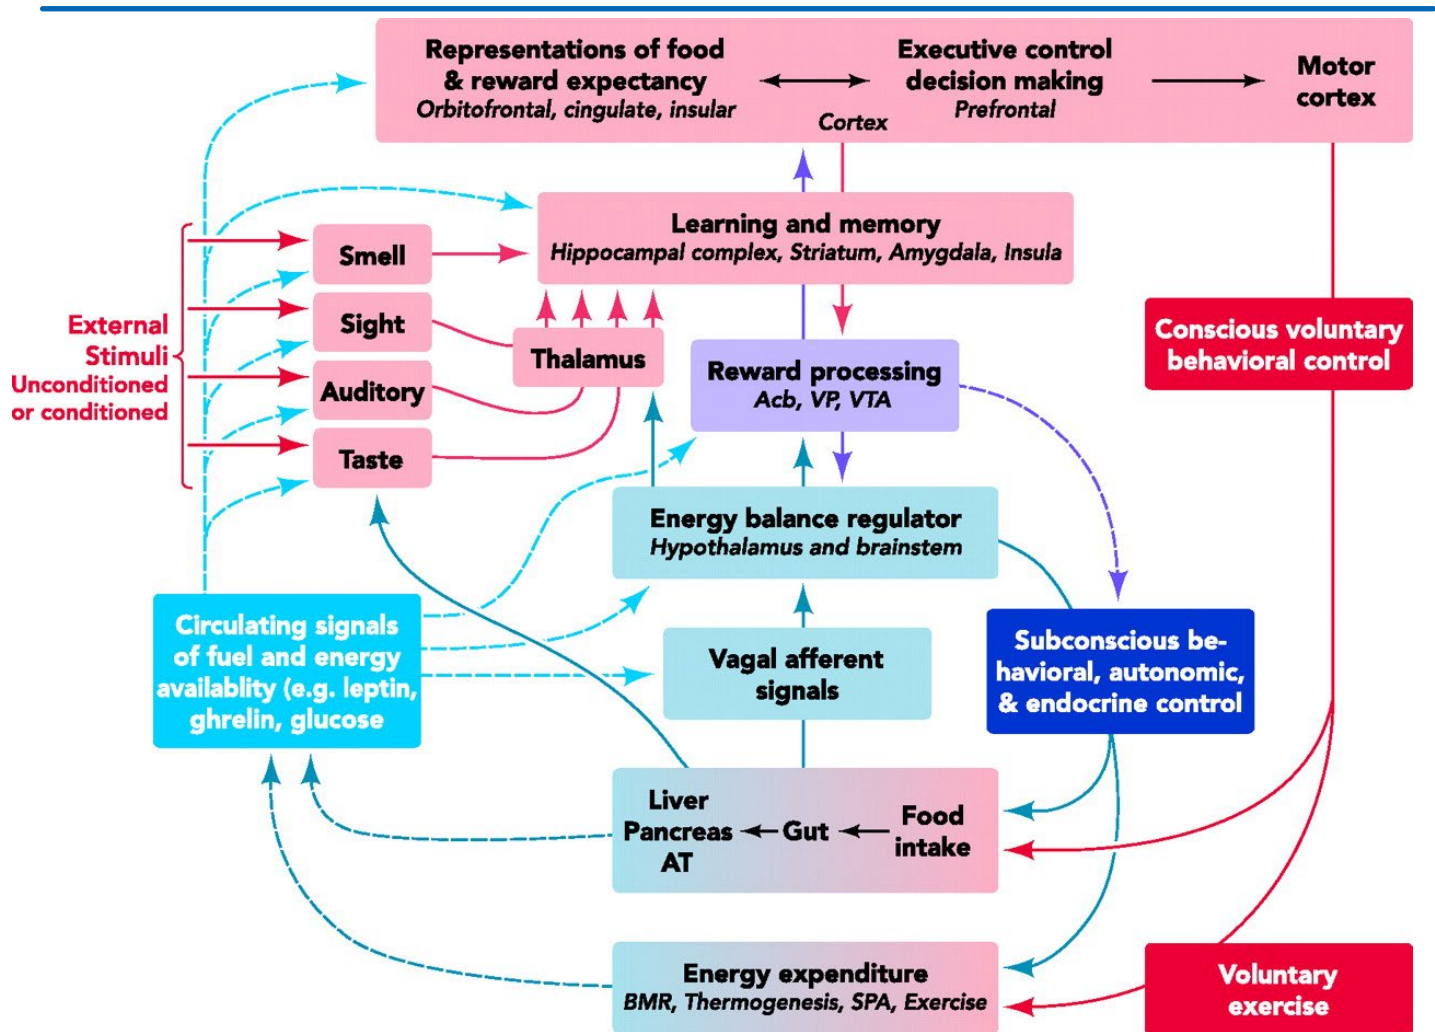 Representations of food
& reward expectancy
Orbitofrontal, cingulate, insular
Executive control
decision making
Prefrontal
Motor
cortex
Cortex
Learning and memory
Hippocampal complex, Striatum, Amygdala, Insula
Smell
Sight
Auditory
Taste
External
Stimuli
Unconditioned
or conditioned
Thalamus
Reward processing
Acb, VP, VTA
Conscious voluntary
behavioral control
Energy balance regulator
Hypothalamus and brainstem
Circulating signals
of fuel and energy
availablity (e.g. leptin,
ghrelin, glucose
Vagal afferent
signals
Subconscious be-
havioral, autonomic,
& endocrine control
Liver
Pancreas
AT
Gut
Food
intake
Energy expenditure
BMR, Thermogenesis, SPA, Exercise
Voluntary
exercise